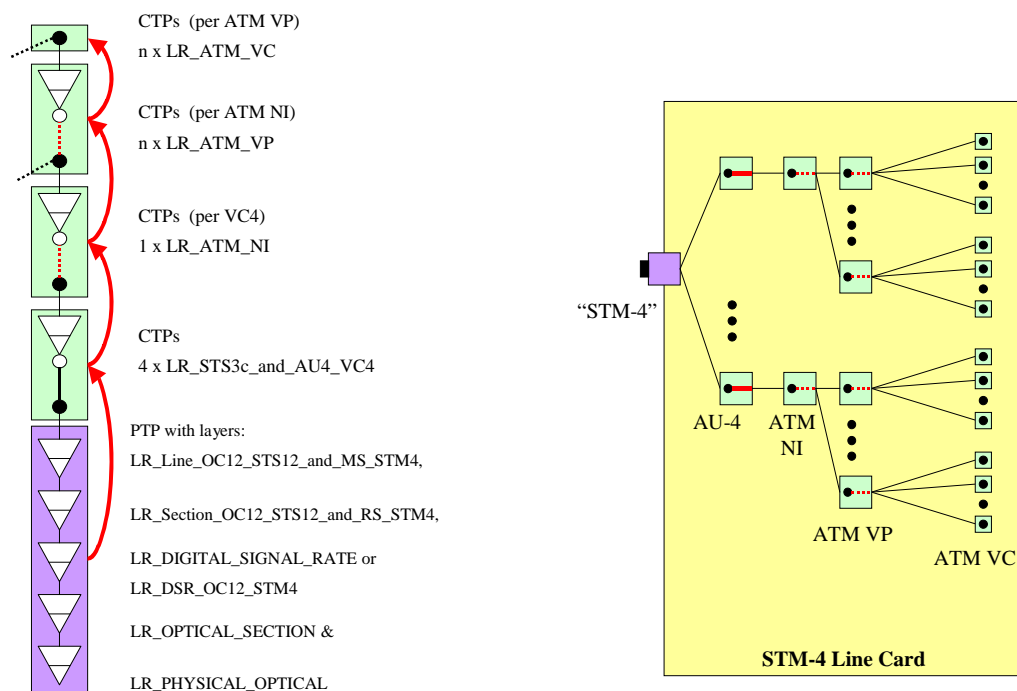 CTPs (per ATM VP)
n x LR_ATM_VC
CTPs (per ATM NI)
n x LR_ATM_VP
CTPs (per VC4)
1 x LR_ATM_NI
CTPs
4 x LR_STS3c_and_AU4_VC4
PTP with layers:
LR_Line_OC12_STS12_and_MS_STM4,
LR_Section_OC12_STS12_and_RS_STM4,
LR_DIGITAL_SIGNAL_RATE or
LR_DSR_OC12_STM4
LR_OPTICAL_SECTION &
LR_PHYSICAL_OPTICAL
“STM-4”
AU-4
ATM
NI
ATM VP
ATM VC
STM-4 Line Card